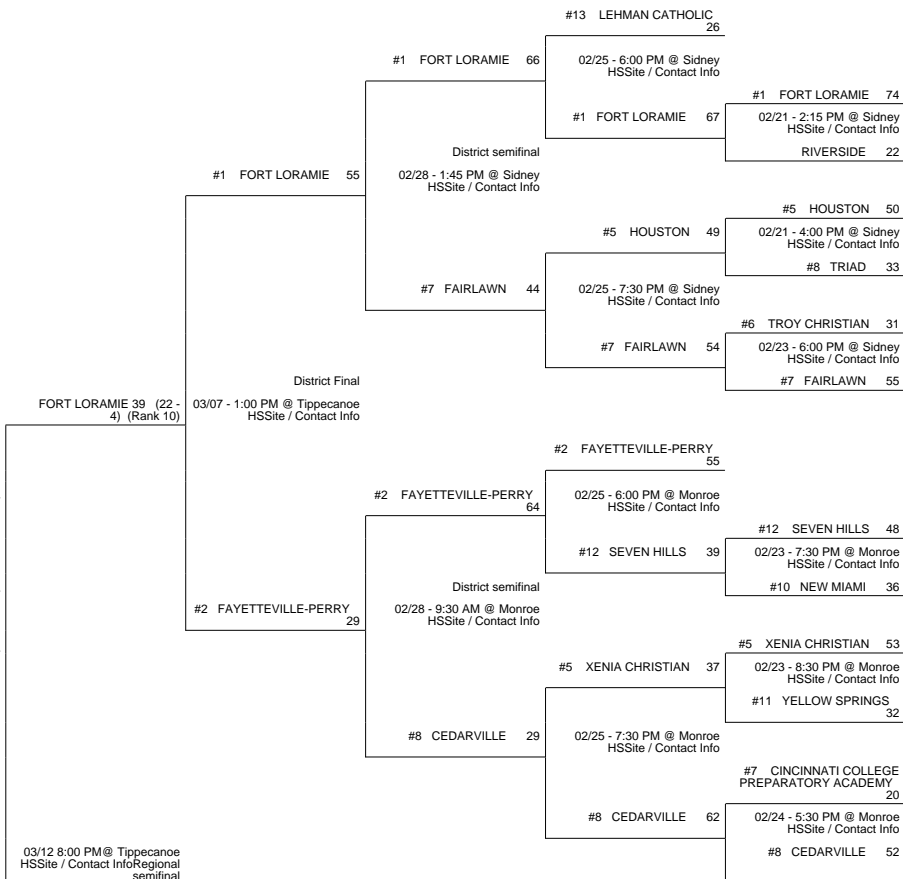 #13 LEHMAN CATHOLIC
26
#1 FORT LORAMIE 66
02/25 - 6:00 PM @ Sidney
HSSite / Contact Info
#1 FORT LORAMIE 74
#1 FORT LORAMIE 67
02/21 - 2:15 PM @ Sidney
HSSite / Contact Info
RIVERSIDE 22
District semifinal
02/28 - 1:45 PM @ Sidney
HSSite / Contact Info
#1 FORT LORAMIE 55
#5 HOUSTON 50
#5 HOUSTON 49
02/21 - 4:00 PM @ Sidney
HSSite / Contact Info
#8 TRIAD 33
#7 FAIRLAWN 44
02/25 - 7:30 PM @ Sidney
HSSite / Contact Info
#6 TROY CHRISTIAN 31
#7 FAIRLAWN 54
02/23 - 6:00 PM @ Sidney
HSSite / Contact Info
#7 FAIRLAWN 55
District Final
FORT LORAMIE 39 (22 -
4) (Rank 10)
03/07 - 1:00 PM @ Tippecanoe
HSSite / Contact Info
#2 FAYETTEVILLE-PERRY
55
#2 FAYETTEVILLE-PERRY
64
02/25 - 6:00 PM @ Monroe
HSSite / Contact Info
#12 SEVEN HILLS 48
#12 SEVEN HILLS 39
02/23 - 7:30 PM @ Monroe
HSSite / Contact Info
#10 NEW MIAMI 36
District semifinal
02/28 - 9:30 AM @ Monroe
HSSite / Contact Info
#2 FAYETTEVILLE-PERRY
29
#5 XENIA CHRISTIAN 53
#5 XENIA CHRISTIAN 37
02/23 - 8:30 PM @ Monroe
HSSite / Contact Info
#11 YELLOW SPRINGS
32
#8 CEDARVILLE 29
02/25 - 7:30 PM @ Monroe
HSSite / Contact Info
#7 CINCINNATI COLLEGE
PREPARATORY ACADEMY
20
#8 CEDARVILLE 62
02/24 - 5:30 PM @ Monroe
HSSite / Contact Info
#8 CEDARVILLE 52
03/12 8:00 PM@ Tippecanoe
HSSite / Contact InfoRegional
semifinal